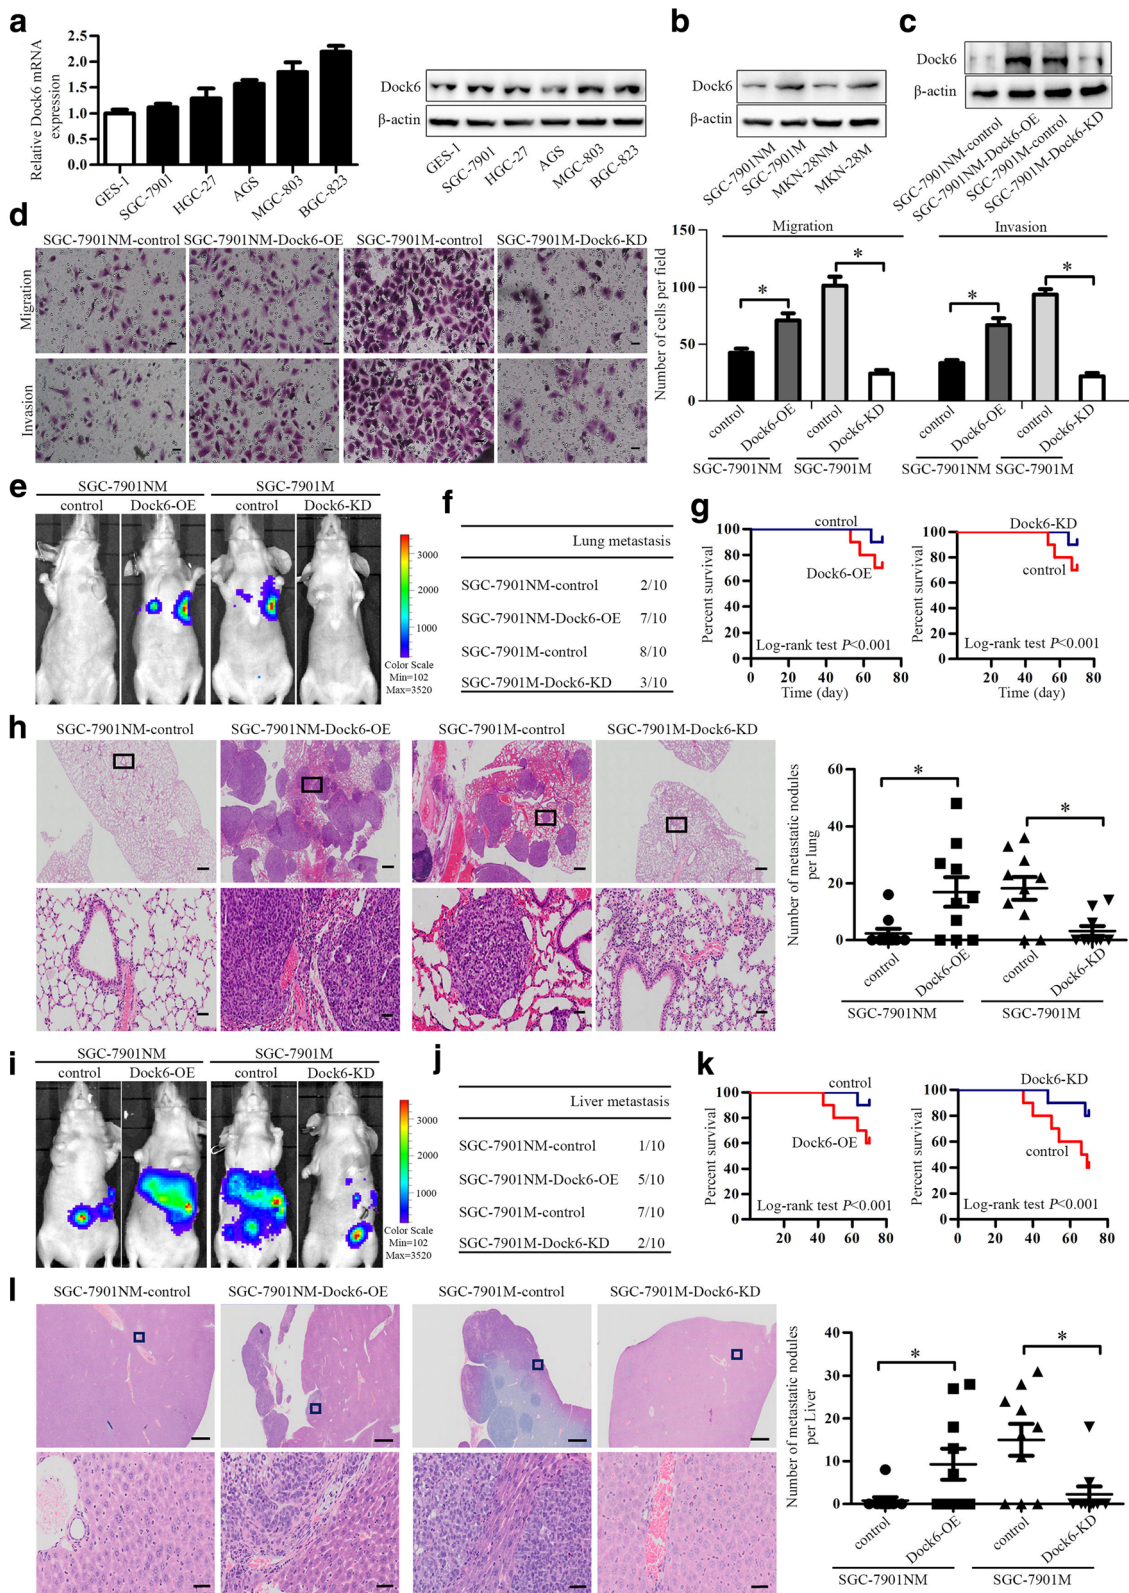 a
Relative Dock6 mRNA
expression
2.5
2.0
1.5
1.0
0.5
0.0
GES-1
SGC-7901
HGC-27
AGS
MGC-803
BGC-823
Dock6
β-actin
GES-1
SGC-7901
HGC-27
AGS
MGC-803
BGC-823
b
Dock6
β-actin
SGC-7901NM
SGC-7901M
MKN-28NM
MKN-28M
c
Dock6
β-actin
SGC-7901NM-control
SGC-7901NM-Dock6-OE
SGC-7901M-control
SGC-7901M-Dock6-KD
d
SGC-7901NM-control
SGC-7901NM-Dock6-OE
SGC-7901M-control
SGC-7901M-Dock6-KD
Migration
Invasion
Number of cells per field
150
100
50
0
Migration
Invasion
*
*
*
*
control
Dock6-OE
control
Dock6-KD
control
Dock6-OE
control
Dock6-KD
SGC-7901NM
SGC-7901M
SGC-7901NM
SGC-7901M
e
SGC-7901NM
SGC-7901M
control
Dock6-OE
control
Dock6-KD
3000
2000
1000
Color Scale
Min=102
Max=3520
f
Lung metastasis
SGC-7901NM-control 2/10
SGC-7901NM-Dock6-OE 7/10
SGC-7901M-control 8/10
SGC-7901M-Dock6-KD 3/10
g
Percent survival
100
80
60
40
20
0
control
Dock6-OE
Log-rank test P<0.001
0 20 40 60 80
Time (day)
Percent survival
100
80
60
40
20
0
Dock6-KD
control
Log-rank test P<0.001
0 20 40 60 80
Time (day)
h
SGC-7901NM-control
SGC-7901NM-Dock6-OE
SGC-7901M-control
SGC-7901M-Dock6-KD
Number of metastatic nodules
per lung
60
40
20
0
*
*
control
Dock6-OE
control
Dock6-KD
SGC-7901NM
SGC-7901M
i
SGC-7901NM
SGC-7901M
control
Dock6-OE
control
Dock6-KD
3000
2000
1000
Color Scale
Min=102
Max=3520
j
Liver metastasis
SGC-7901NM-control 1/10
SGC-7901NM-Dock6-OE 5/10
SGC-7901M-control 7/10
SGC-7901M-Dock6-KD 2/10
k
Percent survival
100
80
60
40
20
0
control
Dock6-OE
Log-rank test P<0.001
20 40 60 80
Percent survival
100
80
60
40
20
0
Dock6-KD
control
Log-rank test P<0.001
0 20 40 60 80
l
SGC-7901NM-control
SGC-7901NM-Dock6-OE
SGC-7901M-control
SGC-7901M-Dock6-KD
Number of metastatic nodules
per Liver
40
30
20
10
0
*
*
control
Dock6-OE
control
Dock6-KD
SGC-7901NM
SGC-7901M